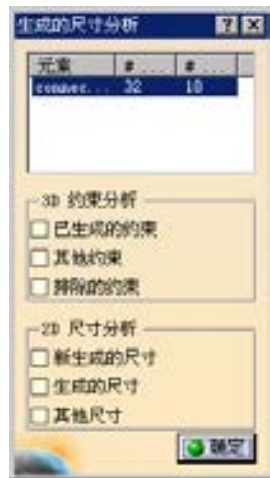 生成的尺寸分析
元素 # ... # ...
connec... 32 10
3D 约束分析
已生成的约束
其他约束
排除的约束
2D 尺寸分析
新生成的尺寸
生成的尺寸
其他尺寸
确定